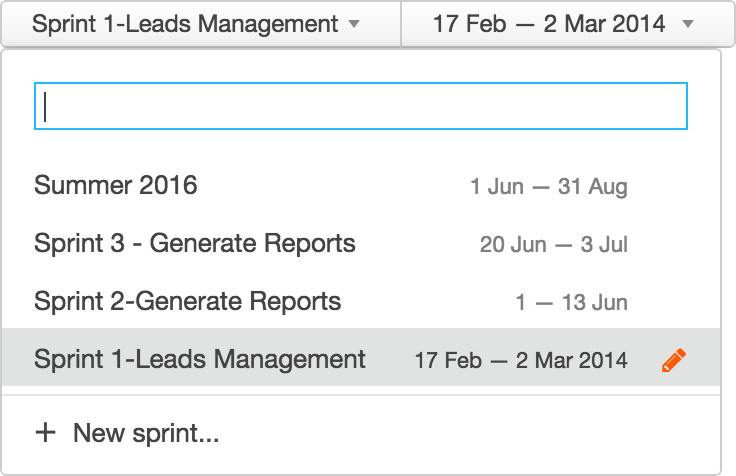 Sprint 1-Leads Management 17 Feb — 2 Mar 2014
Summer 2016 1 Jun — 31 Aug
Sprint 3 - Generate Reports 20 Jun — 3 Jul
Sprint 2-Generate Reports 1 — 13 Jun
Sprint 1-Leads Management 17 Feb — 2 Mar 2014
+ New sprint...